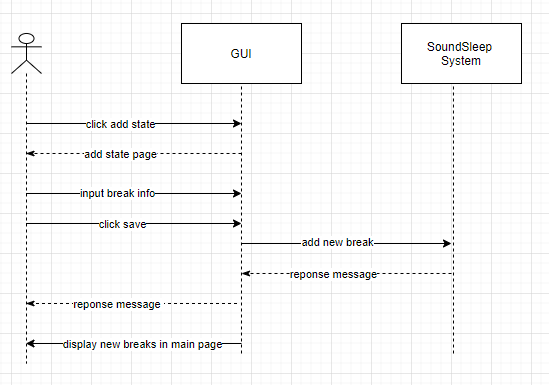 GUI
SoundSleep
System
click add state
add state page
input break info
click save
add new break
reponse message
reponse message
display new breaks in main page